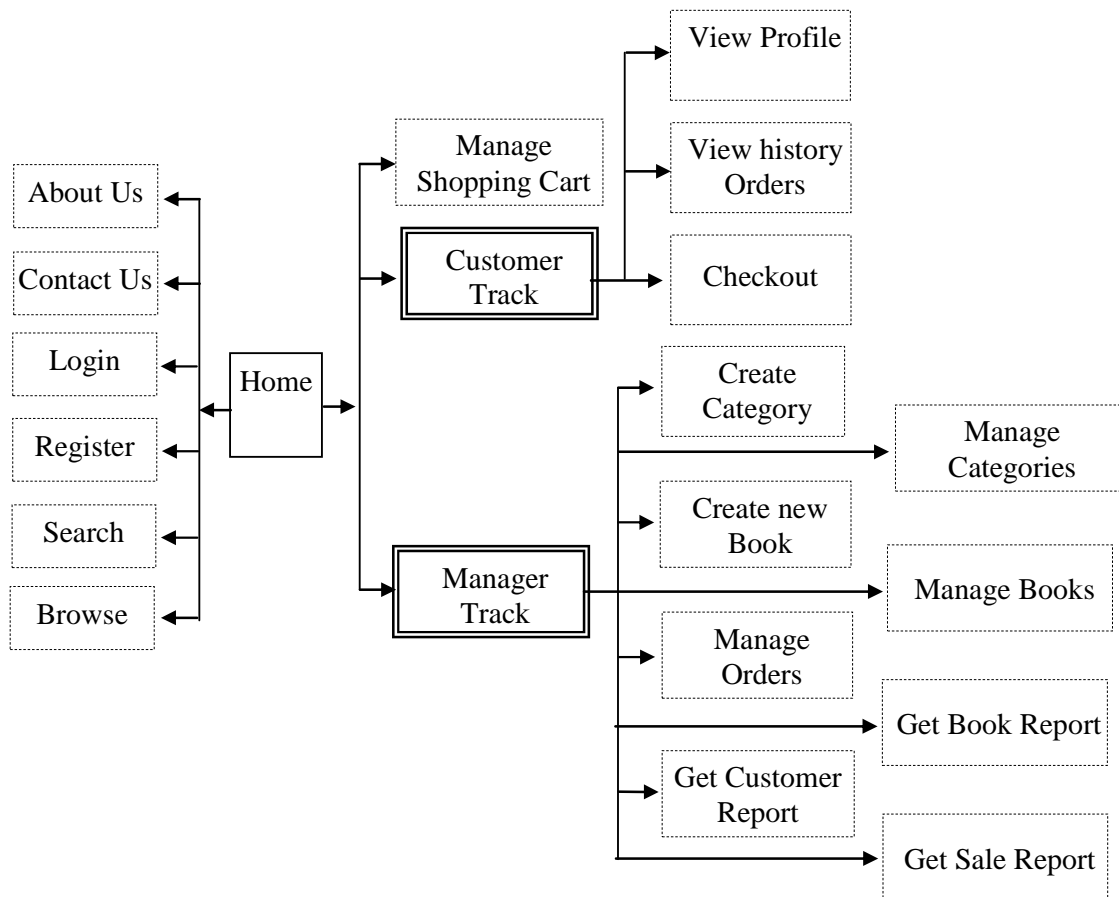 About Us
Contact Us
Login
Register
Search
Browse
Home
Manage
Shopping Cart
Customer
Track
Manager
Track
View Profile
View history
Orders
Checkout
Create
Category
Manage
Categories
Create new
Book
Manage Books
Manage
Orders
Get Book Report
Get Customer
Report
Get Sale Report